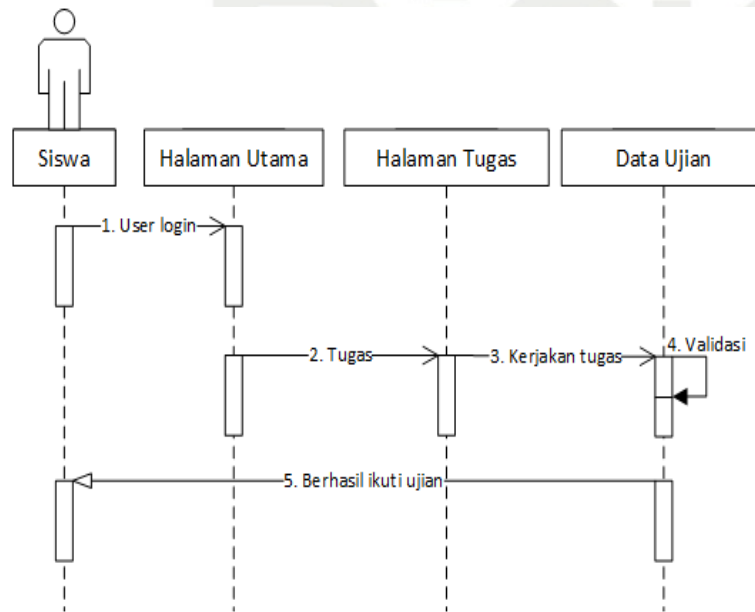 Siswa
Halaman Utama
Halaman Tugas
Data Ujian
1. User login
2. Tugas
3. Kerjakan tugas
4. Validasi
5. Berhasil ikuti ujian